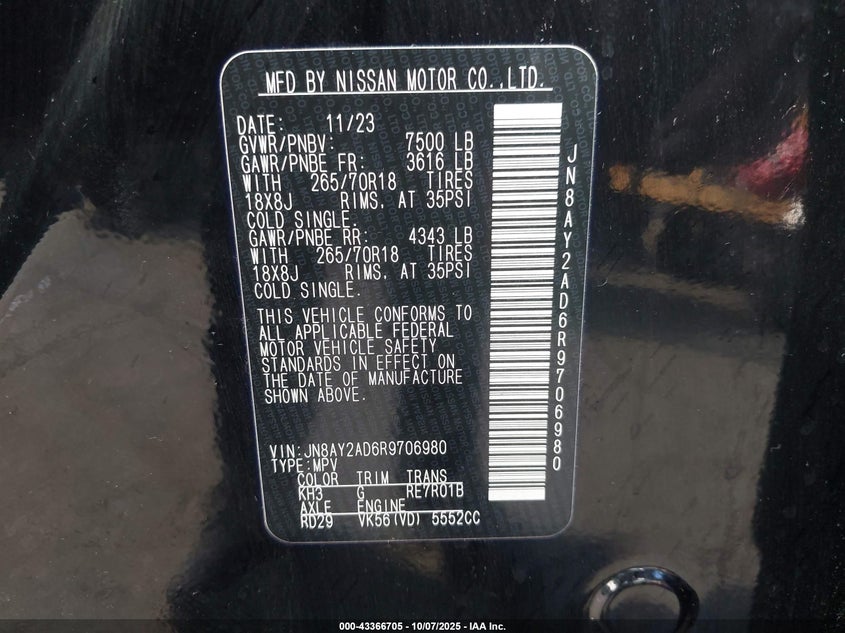 MFD BY NISSAN MOTOR CO.,LTD.
DATE: 11/23
GVWR/PNBV: 7500 LB
GAWR/PNBE FR: 3616 LB
WITH 265/70R18 TIRES
18X8J RIMS, AT 35PSI
COLD SINGLE.
GAWR/PNBE RR: 4343 LB
WITH 265/70R18 TIRES
18X8J RIMS, AT 35PSI
COLD SINGLE.
THIS VEHICLE CONFORMS TO
ALL APPLICABLE FEDERAL
MOTOR VEHICLE SAFETY
STANDARDS IN EFFECT ON
THE DATE OF MANUFACTURE
SHOWN ABOVE.
VIN:JN8AY2AD6R9706980
TYPE:MPV
COLOR TRIM TRANS
KH3 G RE7R01B
AXLE ENGINE
RD29 VK56(VD) 5552CC
JN8AY2AD6R9706980
000-43366705 - 10/07/2025 - IAA Inc.